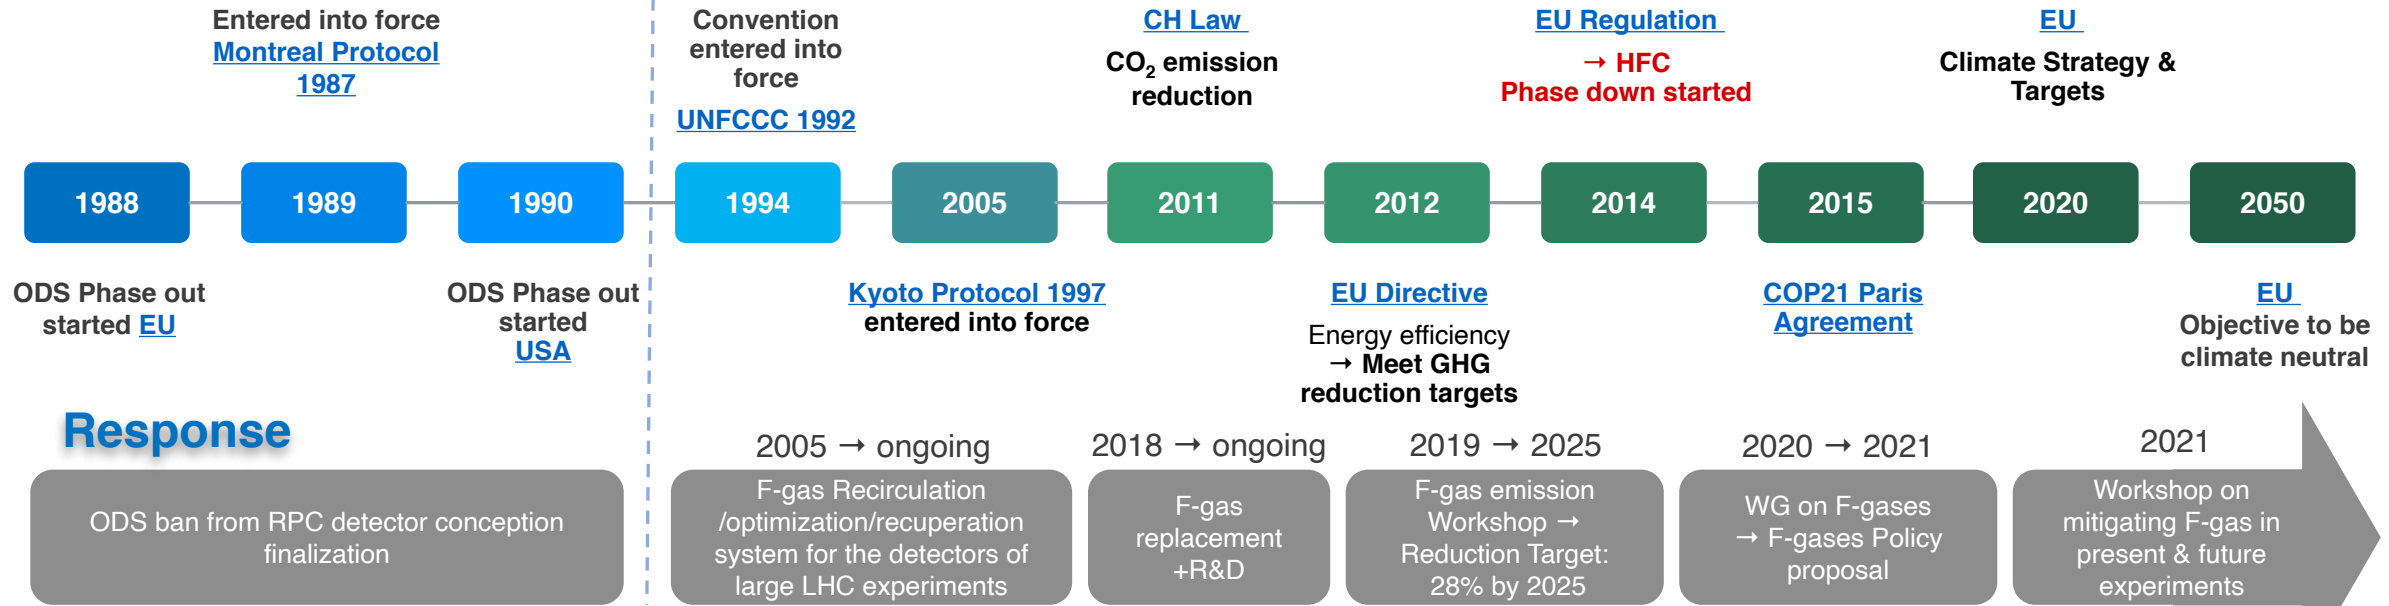 Entered into force
Montreal Protocol
1987
Convention
entered into
force
UNFCCC 1992
CH Law
CO₂ emission
reduction
EU Regulation
→ HFC
Phase down started
EU
Climate Strategy &
Targets
1988
1989
1990
1994
2005
2011
2012
2014
2015
2020
2050
ODS Phase out
started EU
ODS Phase out
started
USA
Kyoto Protocol 1997
entered into force
EU Directive
Energy efficiency
→ Meet GHG
reduction targets
COP21 Paris
Agreement
EU
Objective to be
climate neutral
Response
ODS ban from RPC detector conception
finalization
2005 → ongoing
F-gas Recirculation
/optimization/recuperation
system for the detectors of
large LHC experiments
2018 → ongoing
F-gas
replacement
+R&D
2019 → 2025
F-gas emission
Workshop →
Reduction Target:
28% by 2025
2020 → 2021
WG on F-gases
→ F-gases Policy
proposal
2021
Workshop on
mitigating F-gas in
present & future
experiments